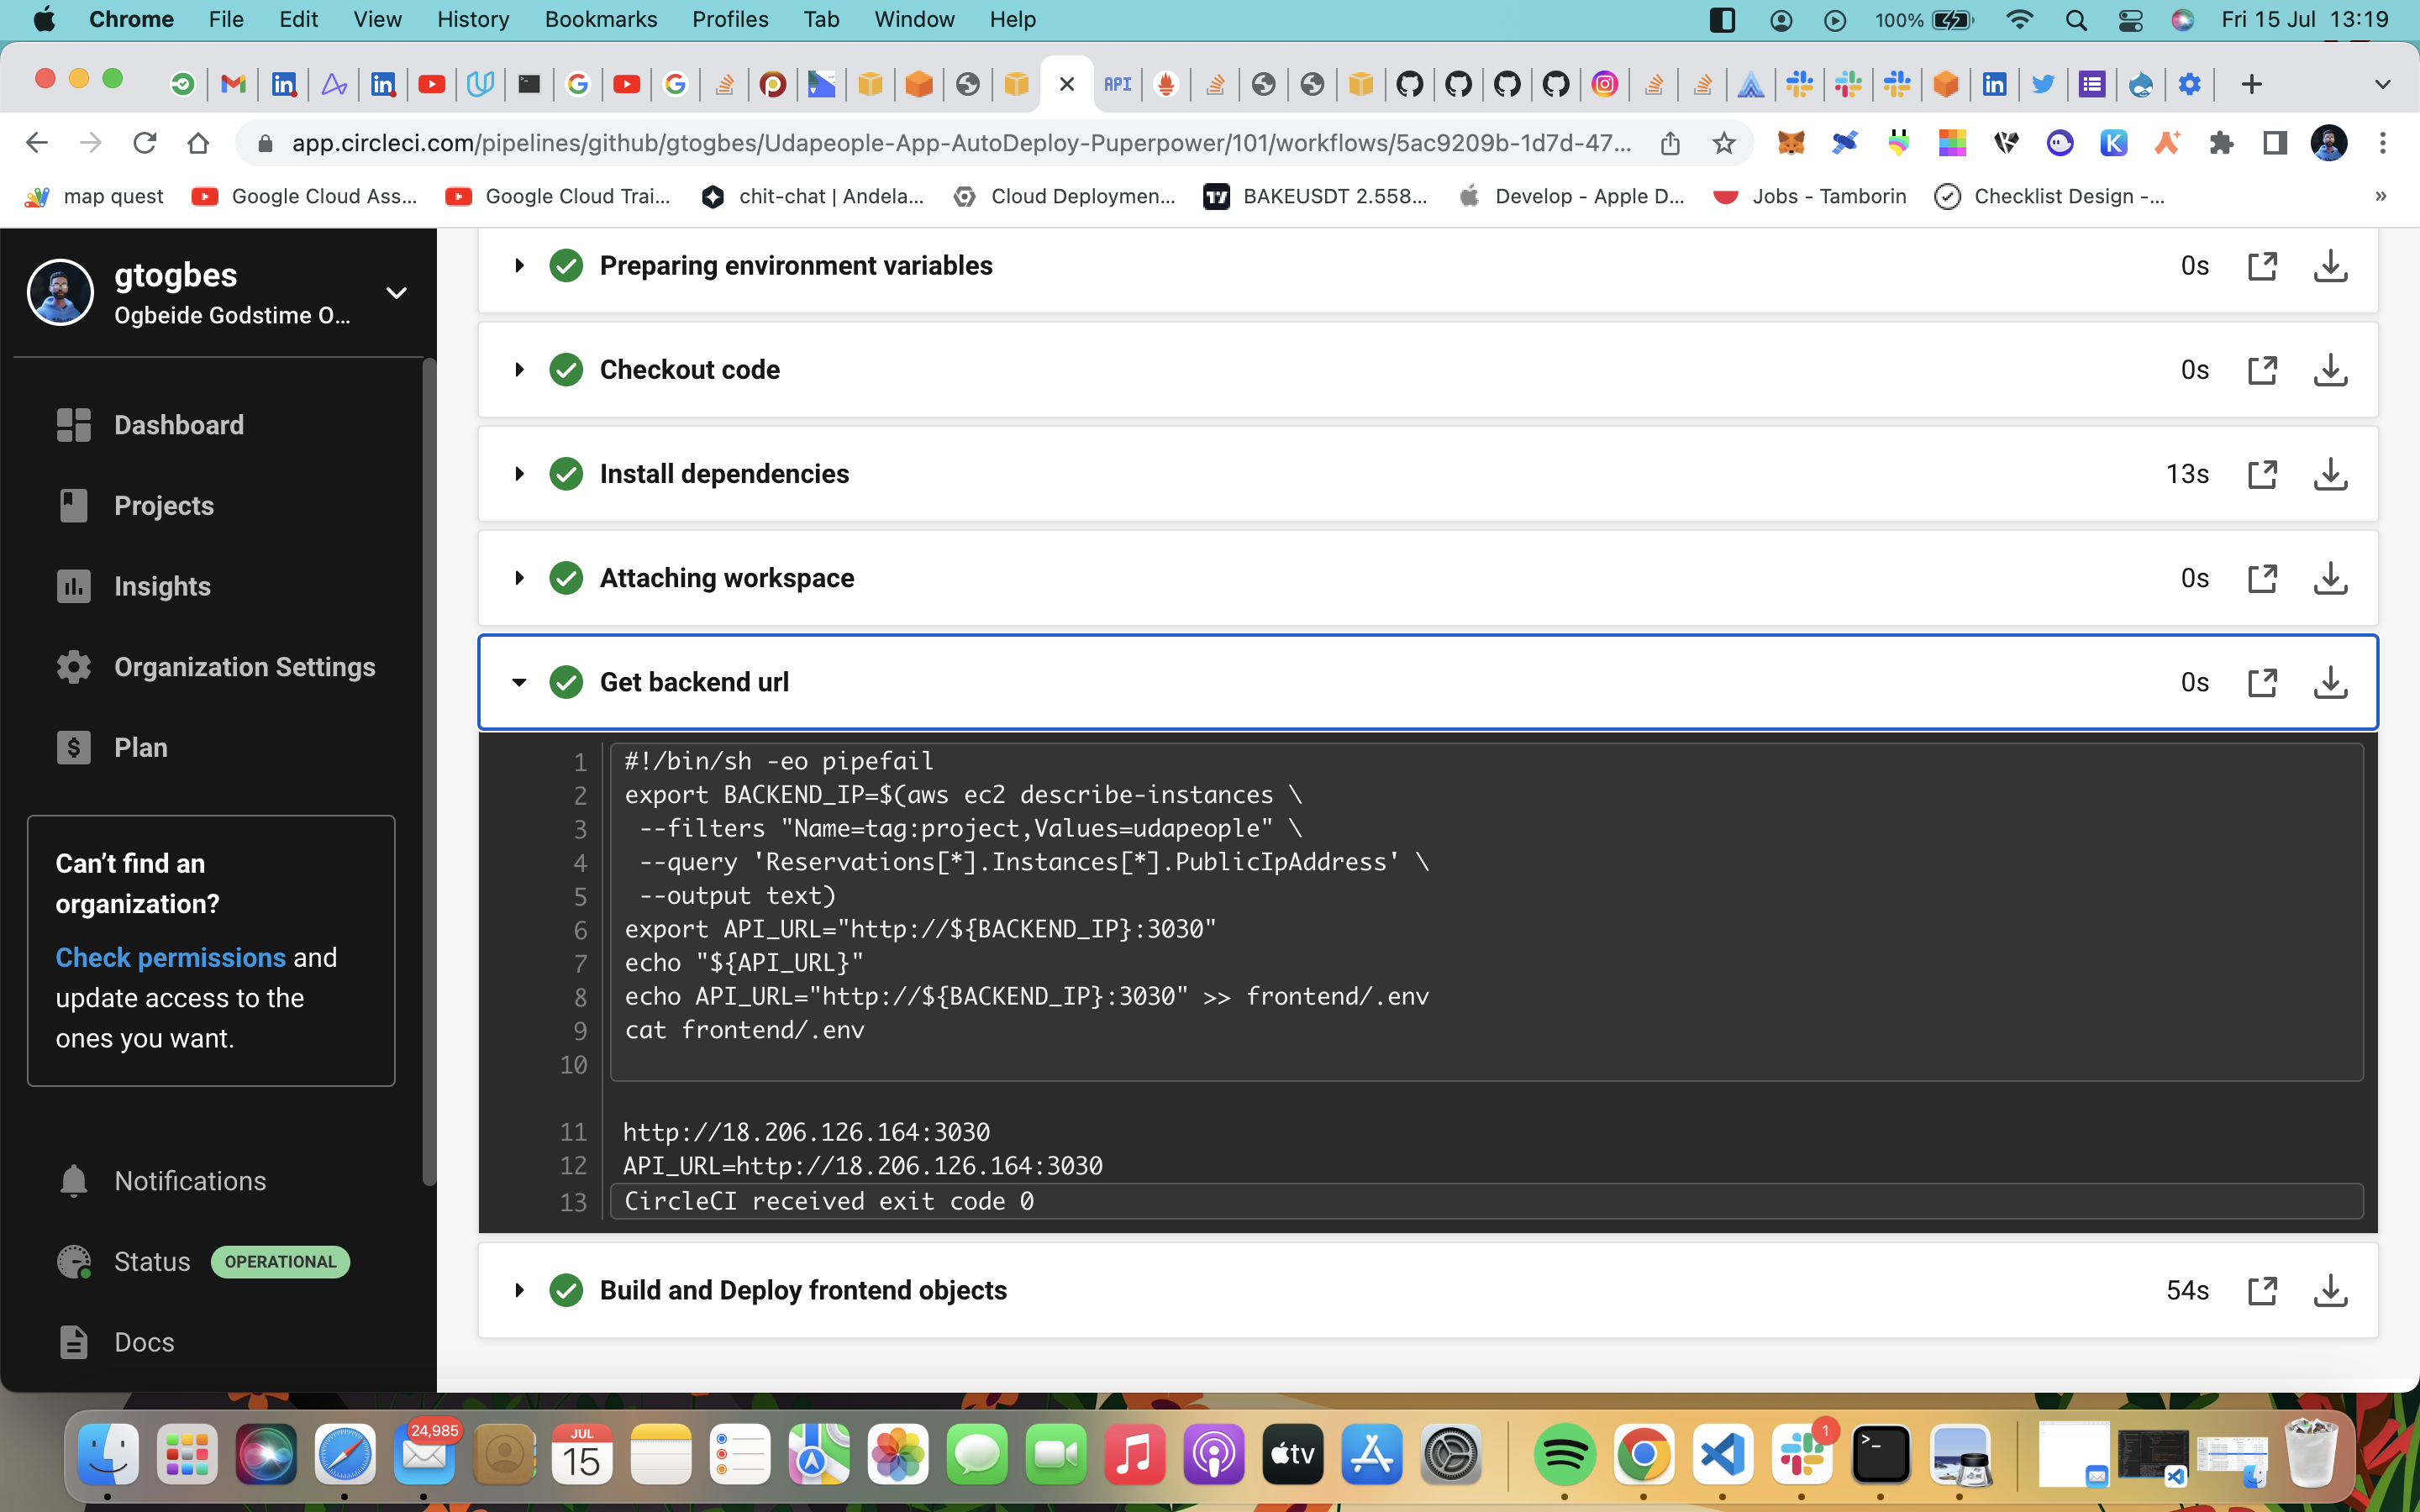 Chrome File Edit View History Bookmarks Profiles Tab Window Help 100% Fri 15 Jul 13:19
API
app.circleci.com/pipelines/github/gtogbes/Udapeople-App-AutoDeploy-Puperpower/101/workflows/5ac9209b-1d7d-47...
map quest Google Cloud Ass... Google Cloud Trai... chit-chat | Andela... Cloud Deploymen... BAKEUSDT 2.558... Develop - Apple D... Jobs - Tamborin Checklist Design -... »
gtogbes
Ogbeide Godstime O...
Dashboard
Projects
Insights
Organization Settings
Plan
Can’t find an
organization?
Check permissions and
update access to the
ones you want.
Notifications
Status OPERATIONAL
Docs
Preparing environment variables 0s
Checkout code 0s
Install dependencies 13s
Attaching workspace 0s
Get backend url 0s
1 #!/bin/sh -eo pipefail
2 export BACKEND_IP=$(aws ec2 describe-instances \
3 --filters "Name=tag:project,Values=udapeople" \
4 --query 'Reservations[*].Instances[*].PublicIpAddress' \
5 --output text)
6 export API_URL="http://${BACKEND_IP}:3030"
7 echo "${API_URL}"
8 echo API_URL="http://${BACKEND_IP}:3030" >> frontend/.env
9 cat frontend/.env
10
11 http://18.206.126.164:3030
12 API_URL=http://18.206.126.164:3030
13 CircleCI received exit code 0
Build and Deploy frontend objects 54s
24,985
JUL
15
tv
1